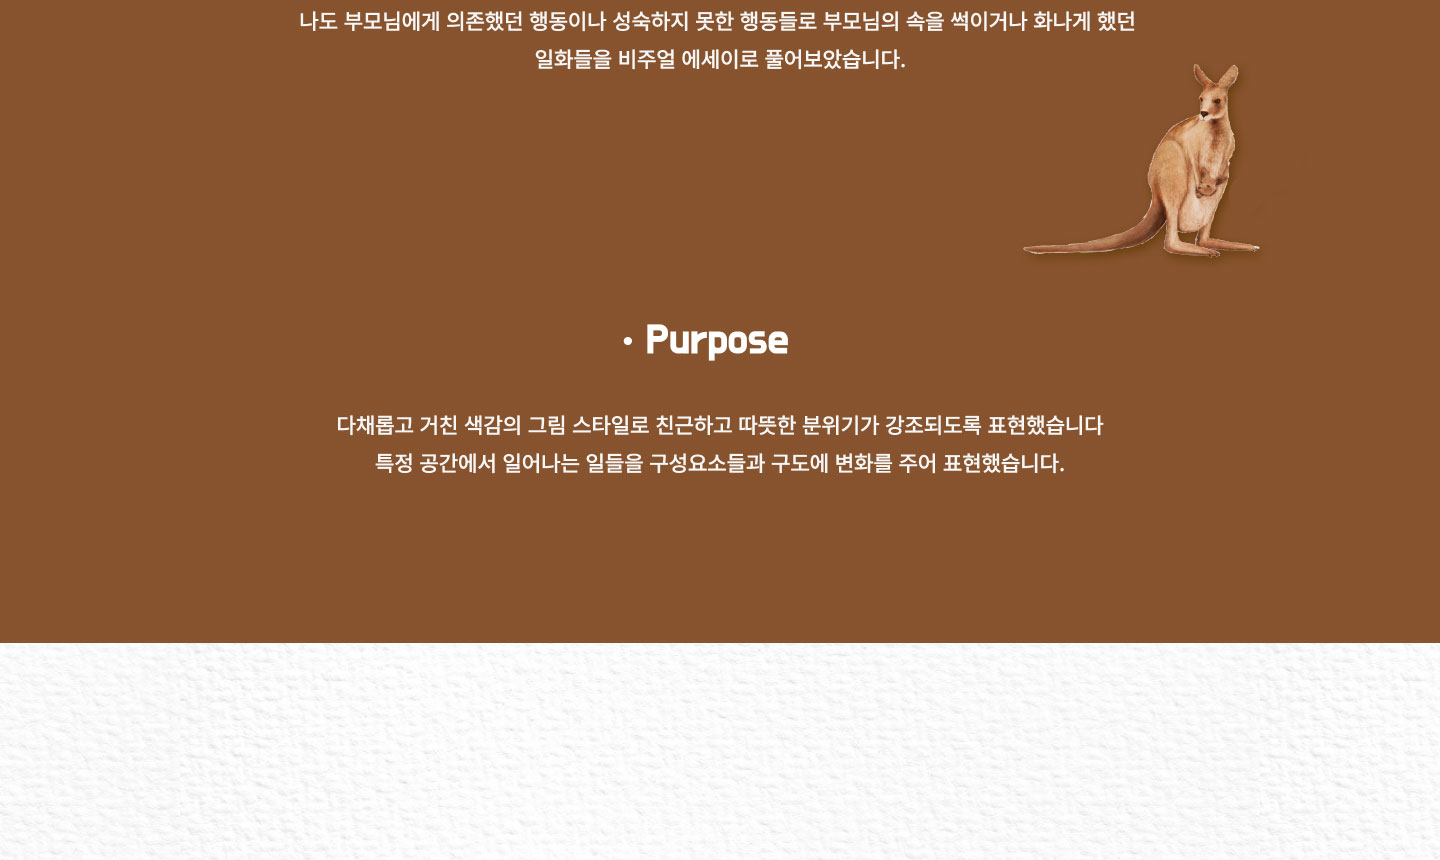 나도 부모님에게 의존했던 행동이나 성숙하지 못한 행동들로 부모님의 속을 썩이거나 화나게 했던
일화들을 비주얼 에세이로 풀어보았습니다.
• Purpose
다채롭고 거친 색감의 그림 스타일로 친근하고 따뜻한 분위기가 강조되도록 표현했습니다
특정 공간에서 일어나는 일들을 구성요소들과 구도에 변화를 주어 표현했습니다.